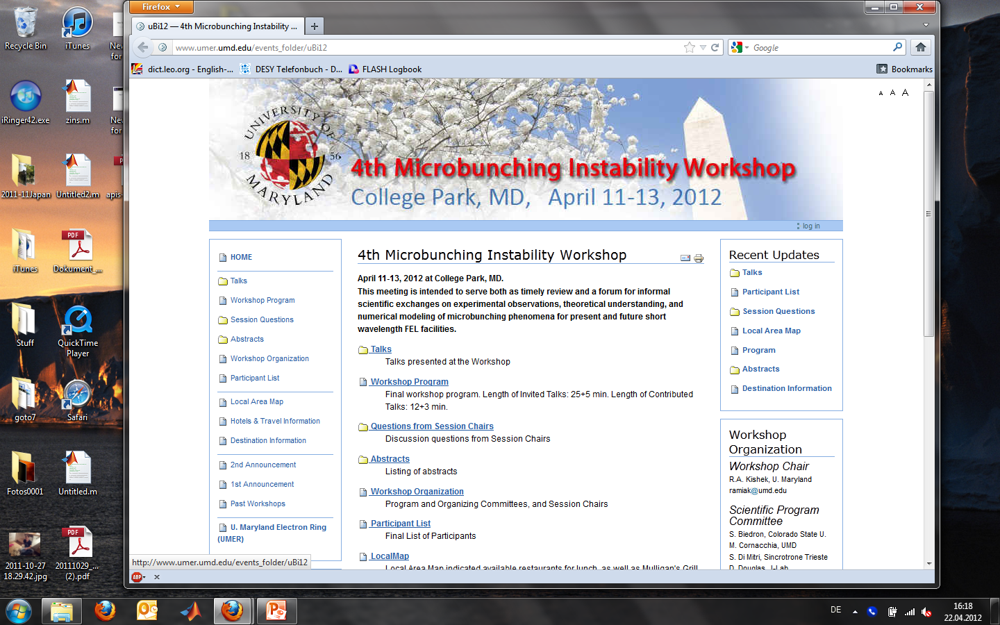 Recycle Bin
iTunes
New
for
iRinger42.exe
zins.m
New
for
2011-11Japan
Untitled2.m
apis-
iTunes
Dokument_...
Stuff
QuickTime
Player
goto7
Safari
Fotos0001
Untitled.m
2011-10-27
18.29.42.jpg
20111029_...
(2).pdf
Firefox
uBi12 — 4th Microbunching Instability ...
www.umer.umd.edu/events_folder/uBi12
Google
dict.leo.org - English-...
DESY Telefonbuch - D...
FLASH Logbook
Bookmarks
A A A
UNIVERSITY OF
18 56
MARYLAND
4th Microbunching Instability Workshop
College Park, MD, April 11-13, 2012
log in
HOME
Talks
Workshop Program
Session Questions
Abstracts
Workshop Organization
Participant List
Local Area Map
Hotels & Travel Information
Destination Information
2nd Announcement
1st Announcement
Past Workshops
U. Maryland Electron Ring
(UMER)
4th Microbunching Instability Workshop
April 11-13, 2012 at College Park, MD.
This meeting is intended to serve both as timely review and a forum for informal
scientific exchanges on experimental observations, theoretical understanding, and
numerical modeling of microbunching phenomena for present and future short
wavelength FEL facilities.
Talks
Talks presented at the Workshop
Workshop Program
Final workshop program. Length of Invited Talks: 25+5 min. Length of Contributed
Talks: 12+3 min.
Questions from Session Chairs
Discussion questions from Session Chairs
Abstracts
Listing of abstracts
Workshop Organization
Program and Organizing Committees, and Session Chairs
Participant List
Final List of Participants
LocalMap
Local Area Map indicated available restaurants for lunch, as well as Mulligan's Grill
Recent Updates
Talks
Participant List
Session Questions
Local Area Map
Program
Abstracts
Destination Information
Workshop
Organization
Workshop Chair
R.A. Kishek, U. Maryland
ramiak@umd.edu
Scientific Program
Committee
S. Biedron, Colorado State U.
M. Cornacchia, UMD
S. Di Mitri, Sincrotrone Trieste
D. Douglas, J-Lab
http://www.umer.umd.edu/events_folder/uBi12
ABP
DE
16:18
22.04.2012